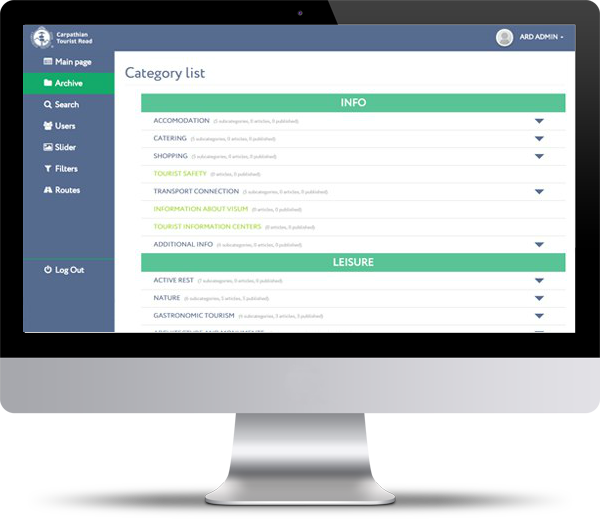 Carpathian
Tourist Road
ARD ADMIN
Main page
Archive
Search
Users
Slider
Filters
Routes
Log Out
Category list
INFO
ACCOMODATION (5 subcategories, 0 articles, 0 published)
CATERING (5 subcategories, 0 articles, 0 published)
SHOPPING (3 subcategories, 0 articles, 0 published)
TOURIST SAFETY (0 articles, 0 published)
TRANSPORT CONNECTION (5 subcategories, 0 articles, 0 published)
INFORMATION ABOUT VISUM (0 articles, 0 published)
TOURIST INFORMATION CENTERS (0 articles, 0 published)
ADDITIONAL INFO (4 subcategories, 0 articles, 0 published)
LEISURE
ACTIVE REST (7 subcategories, 0 articles, 0 published)
NATURE (6 subcategories, 0 articles, 0 published)
GASTRONOMIC TOURISM (4 subcategories, 0 articles, 0 published)